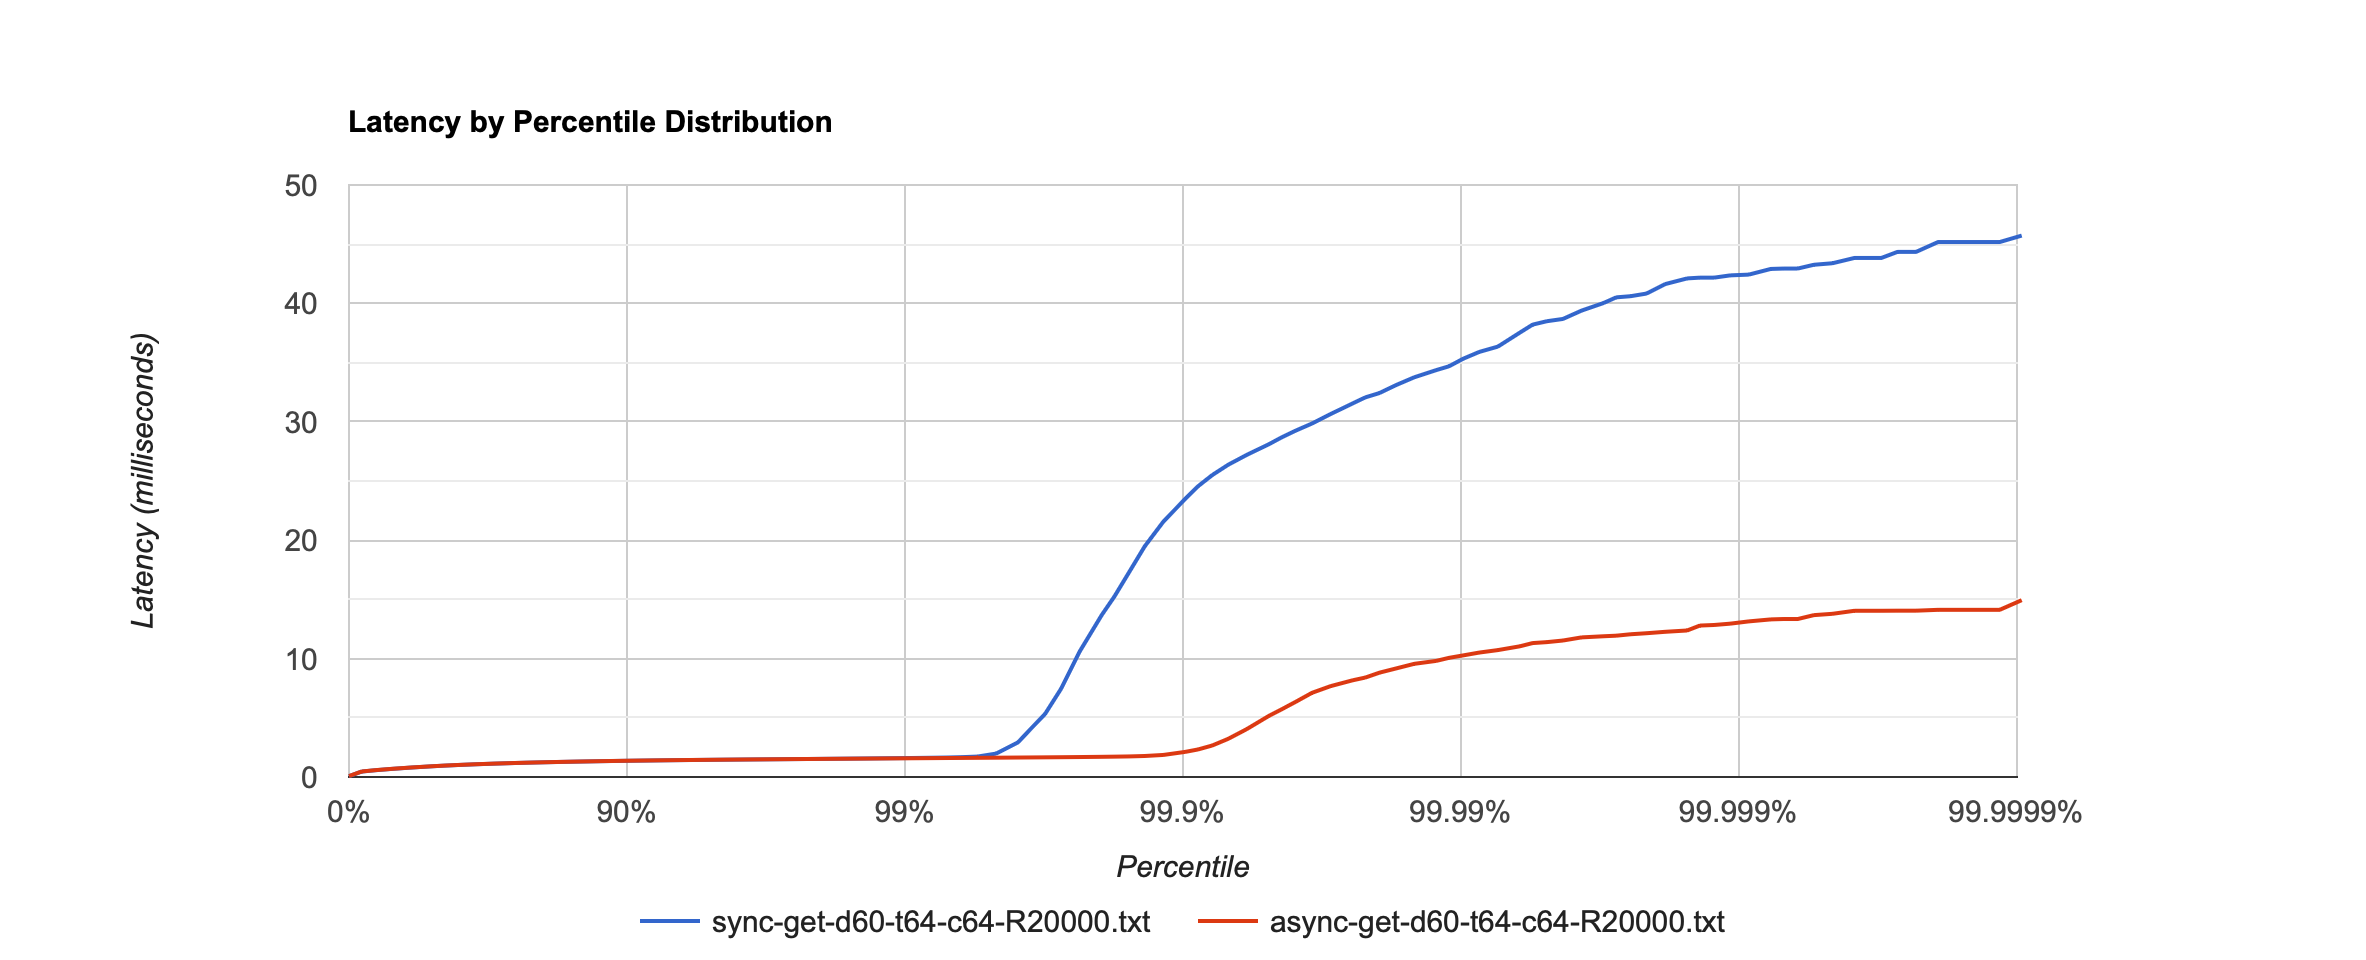 Latency by Percentile Distribution
50
40
30
20
10
0
Latency (milliseconds)
0% 90% 99% 99.9% 99.99% 99.999% 99.9999%
Percentile
sync-get-d60-t64-c64-R20000.txt async-get-d60-t64-c64-R20000.txt